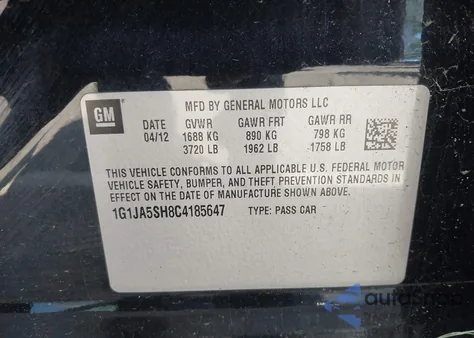 GM
MFD BY GENERAL MOTORS LLC
DATE GVWR GAWR FRT GAWR RR
04/12 1688 KG 890 KG 798 KG
3720 LB 1962 LB 1758 LB
THIS VEHICLE CONFORMS TO ALL APPLICABLE U.S. FEDERAL MOTOR
VEHICLE SAFETY, BUMPER, AND THEFT PREVENTION STANDARDS IN
EFFECT ON THE DATE OF MANUFACTURE SHOWN ABOVE.
1G1JA5SH8C4185647 TYPE: PASS CAR